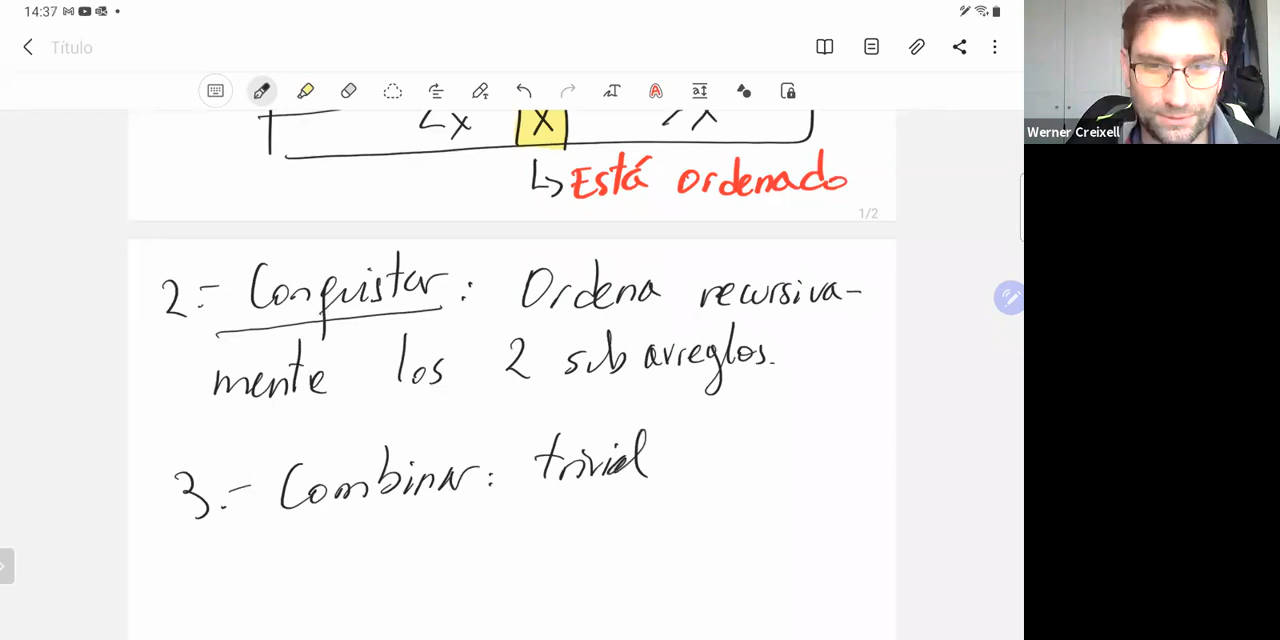 14:37
Título
Werner Creixell
<x X >x
↳ Está ordenado
1/2
2.- Conquistar: Ordena recursiva-
mente los 2 subarreglos.
3.- Combinar: trivial